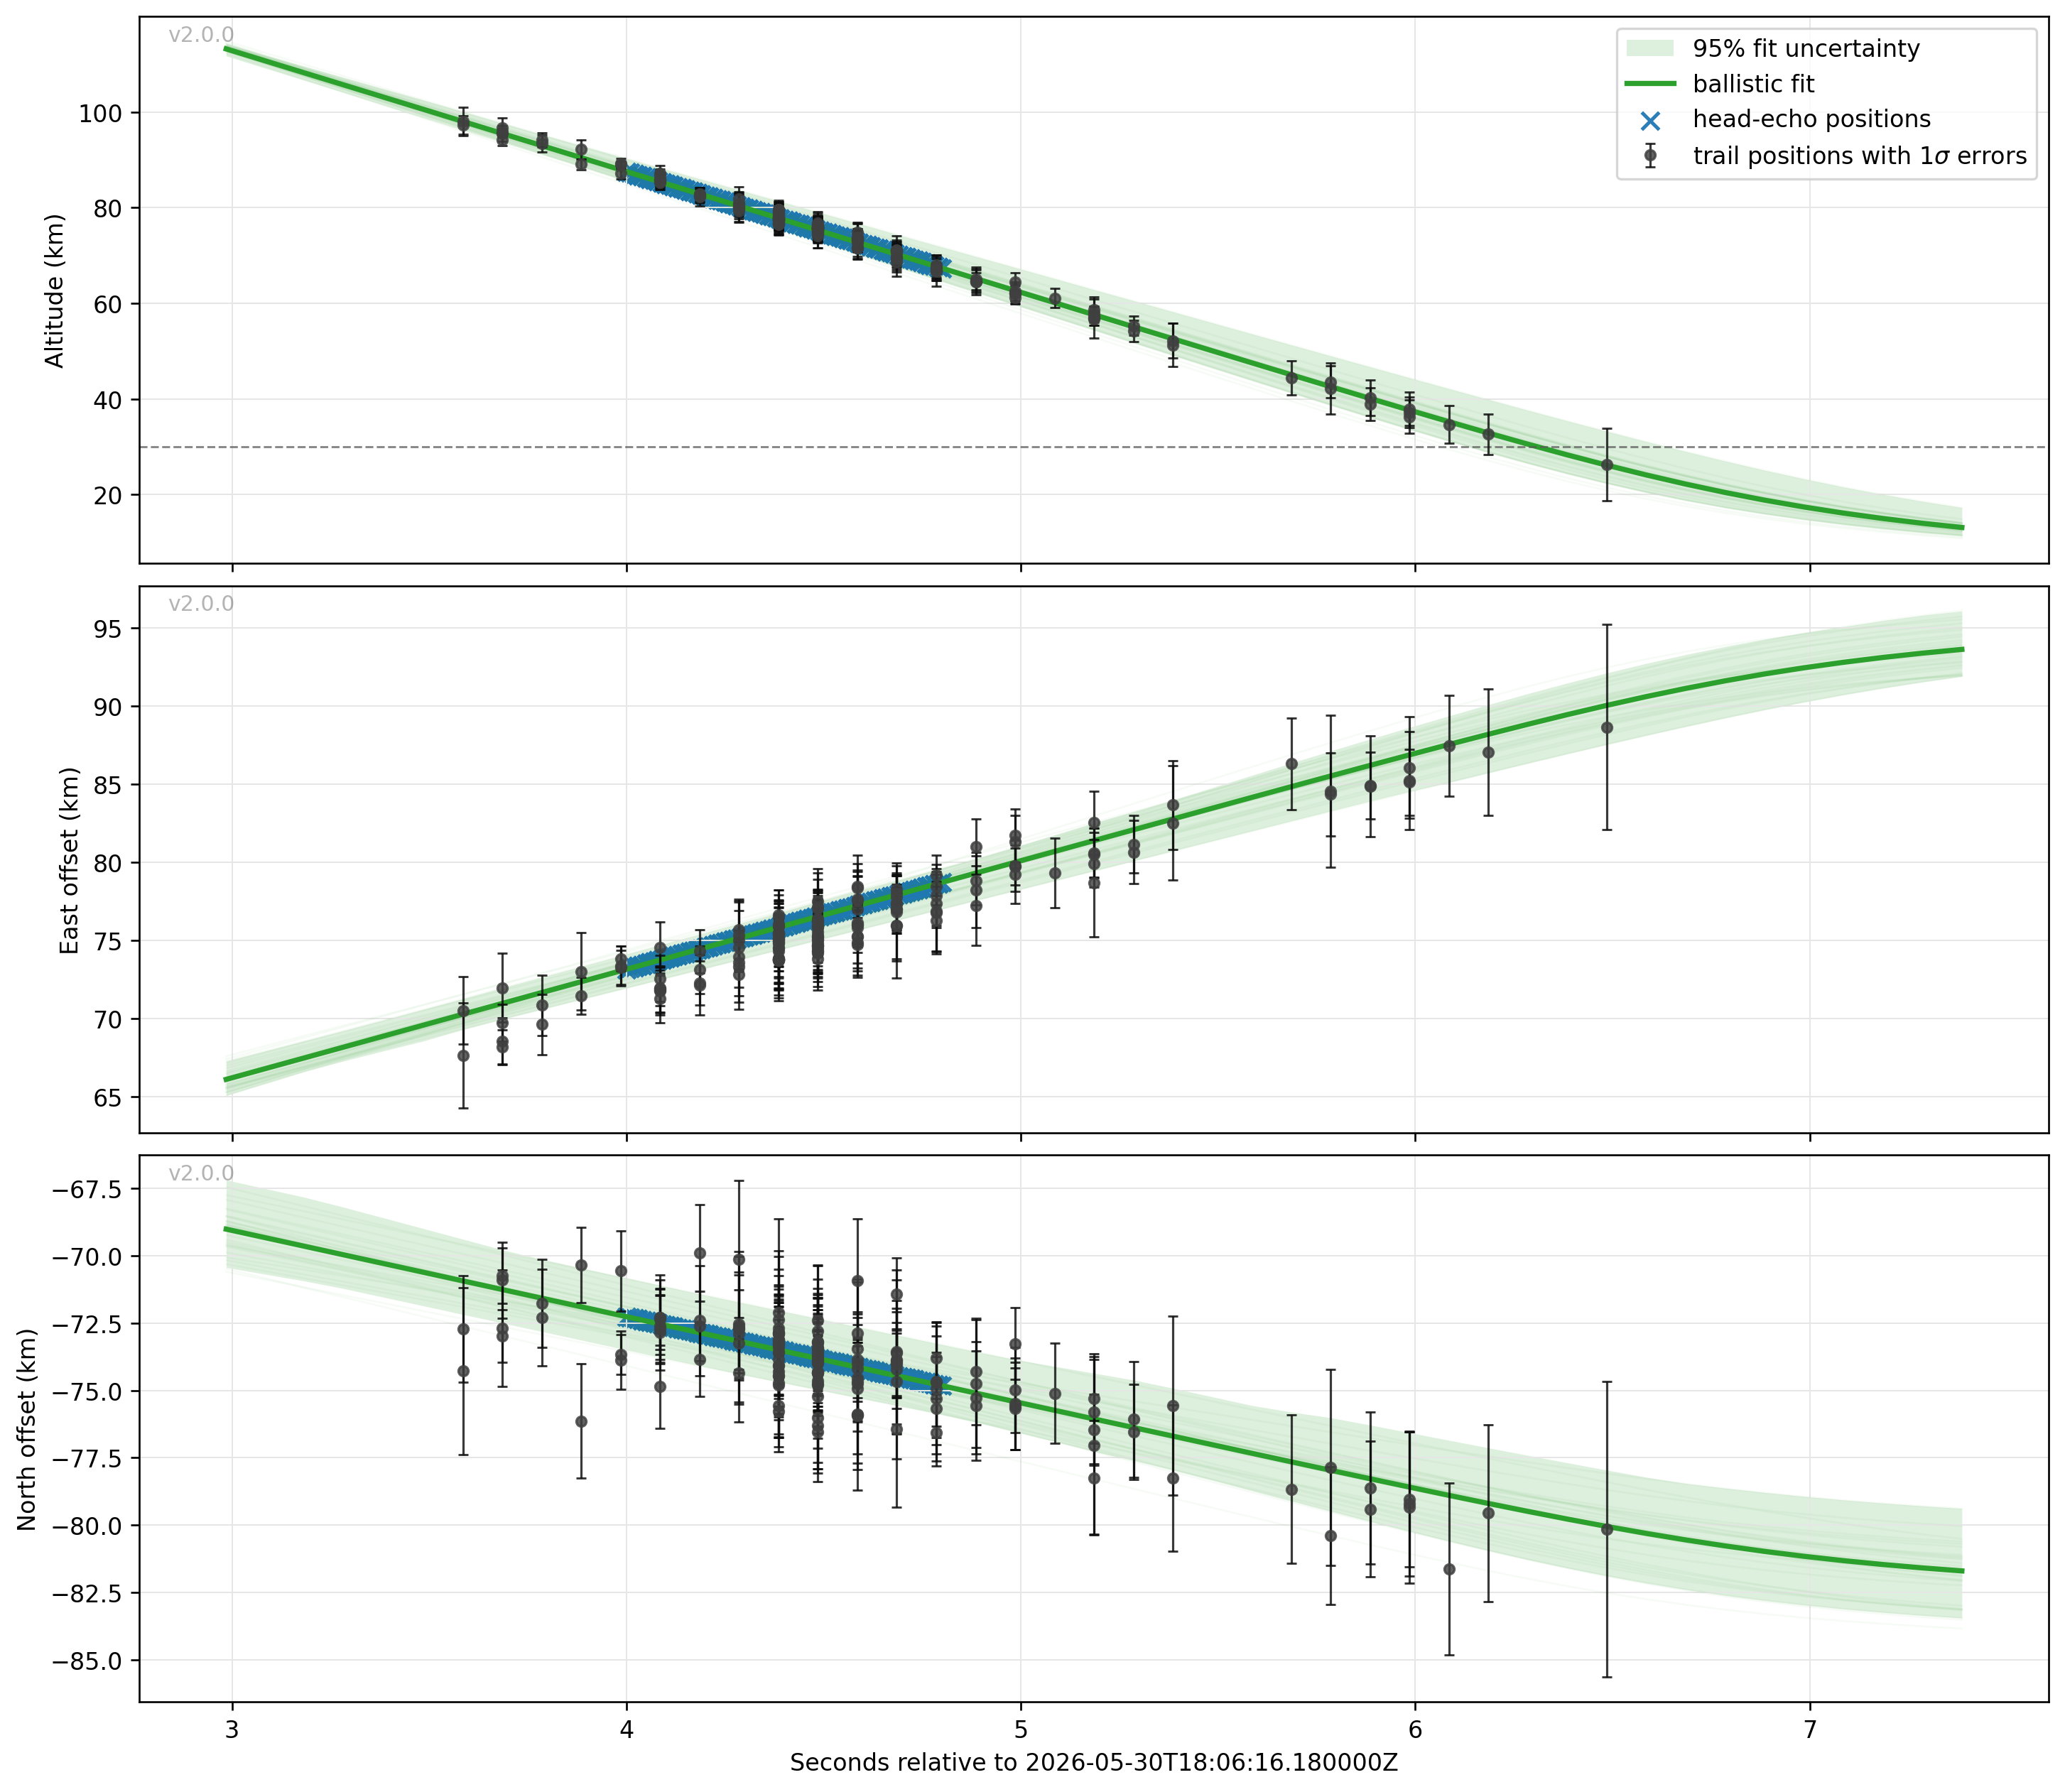 v2.0.0
95% fit uncertainty
ballistic fit
head-echo positions
trail positions with 1σ errors
Altitude (km)
100
80
60
40
20
v2.0.0
East offset (km)
95
90
85
80
75
70
65
v2.0.0
North offset (km)
−67.5
−70.0
−72.5
−75.0
−77.5
−80.0
−82.5
−85.0
3 4 5 6 7
Seconds relative to 2026-05-30T18:06:16.180000Z